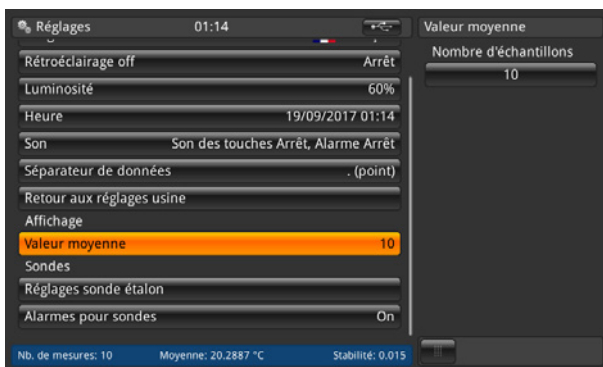 Réglages 01:14
Rétroéclairage off Arrêt
Luminosité 60%
Heure 19/09/2017 01:14
Son Son des touches Arrêt, Alarme Arrêt
Séparateur de données . (point)
Retour aux réglages usine
Affichage
Valeur moyenne 10
Sondes
Réglages sonde étalon
Alarmes pour sondes On
Nb. de mesures: 10 Moyenne: 20.2887 °C Stabilité: 0.015
Valeur moyenne
Nombre d'échantillons
10